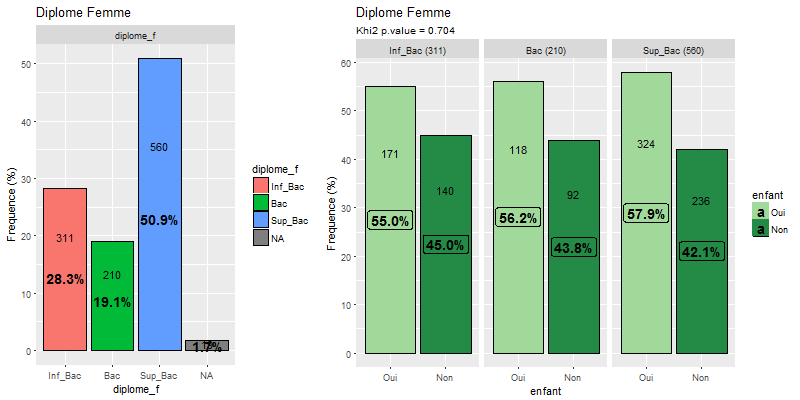 Diplome Femme
diplome_f
Frequence (%)
50
40
30
20
10
0
311
28.3%
210
19.1%
560
50.9%
1.7%
Inf_Bac
Bac
Sup_Bac
NA
diplome_f
diplome_f
Inf_Bac
Bac
Sup_Bac
NA
Diplome Femme
Khi2 p.value = 0.704
Inf_Bac (311)
Bac (210)
Sup_Bac (560)
Frequence (%)
60
50
40
30
20
10
0
171
55.0%
140
45.0%
118
56.2%
92
43.8%
324
57.9%
236
42.1%
Oui
Non
Oui
Non
Oui
Non
enfant
enfant
a Oui
a Non